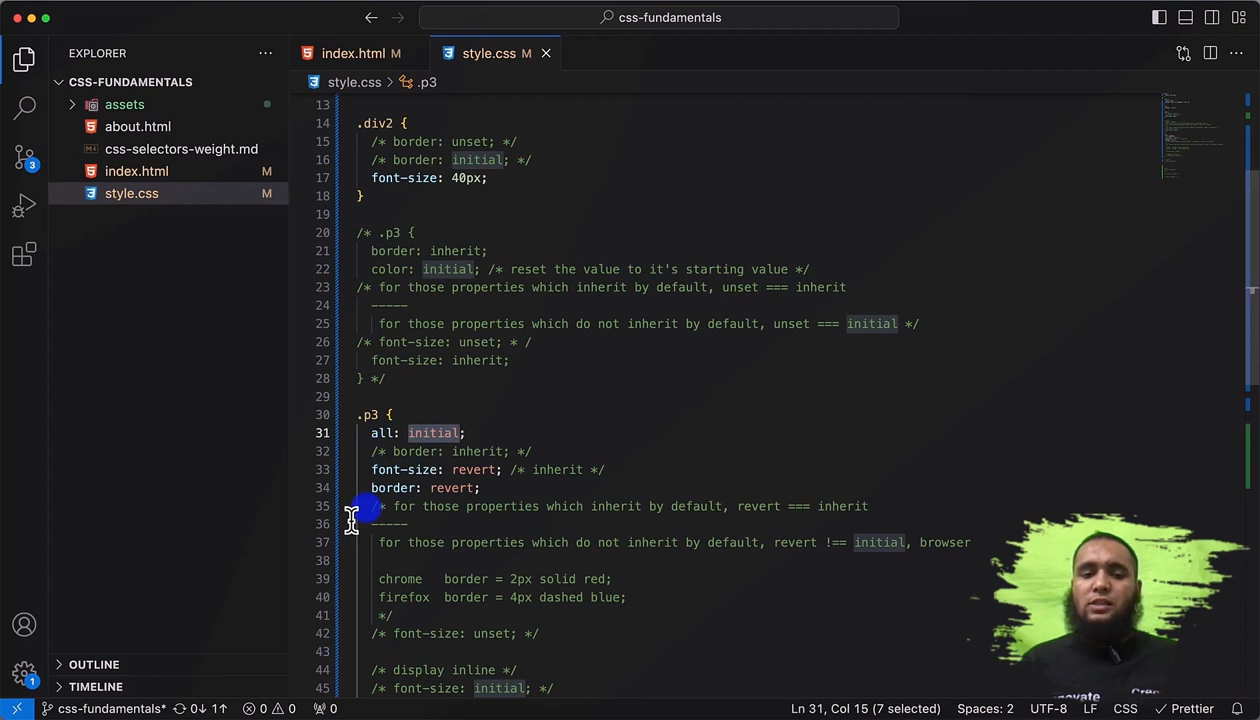 css-fundamentals
EXPLORER
index.html M
style.css M
CSS-FUNDAMENTALS
style.css > .p3
assets
about.html
css-selectors-weight.md
index.html M
style.css M
3
13
14 .div2 {
15 /* border: unset; */
16 /* border: initial; */
17 font-size: 40px;
18 }
19
20 /* .p3 {
21 border: inherit;
22 color: initial; /* reset the value to it's starting value */
23 /* for those properties which inherit by default, unset === inherit
24 -----
25 for those properties which do not inherit by default, unset === initial */
26 /* font-size: unset; * /
27 font-size: inherit;
28 } */
29
30 .p3 {
31 all: initial;
32 /* border: inherit; */
33 font-size: revert; /* inherit */
34 border: revert;
35 /* for those properties which inherit by default, revert === inherit
36 -----
37 for those properties which do not inherit by default, revert !== initial, browser
38
39 chrome border = 2px solid red;
40 firefox border = 4px dashed blue;
41 */
42 /* font-size: unset; */
43
44 /* display inline */
45 /* font-size: initial; */
OUTLINE
TIMELINE
1
css-fundamentals* 0↓ 1↑ 0 0 0
Ln 31, Col 15 (7 selected) Spaces: 2 UTF-8 LF CSS Prettier